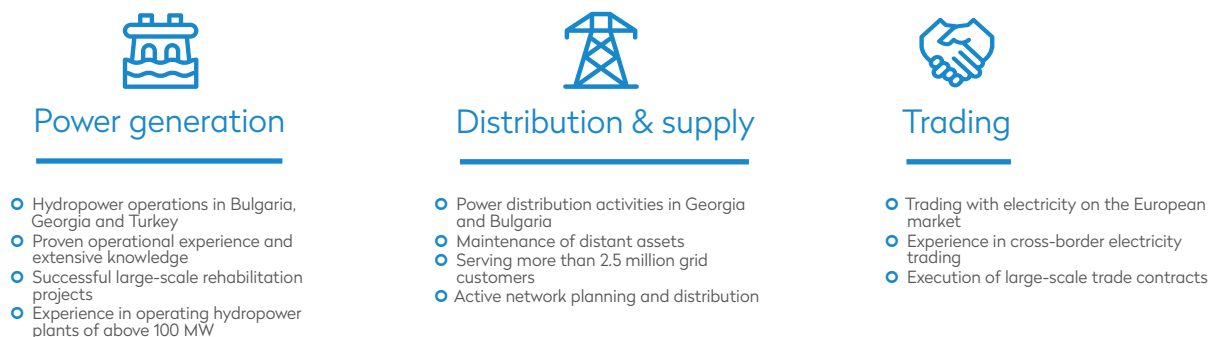 Power generation
Hydropower operations in Bulgaria,
Georgia and Turkey
Proven operational experience and
extensive knowledge
Successful large-scale rehabilitation
projects
Experience in operating hydropower
plants of above 100 MW
Distribution & supply
Power distribution activities in Georgia
and Bulgaria
Maintenance of distant assets
Serving more than 2.5 million grid
customers
Active network planning and distribution
Trading
Trading with electricity on the European
market
Experience in cross-border electricity
trading
Execution of large-scale trade contracts